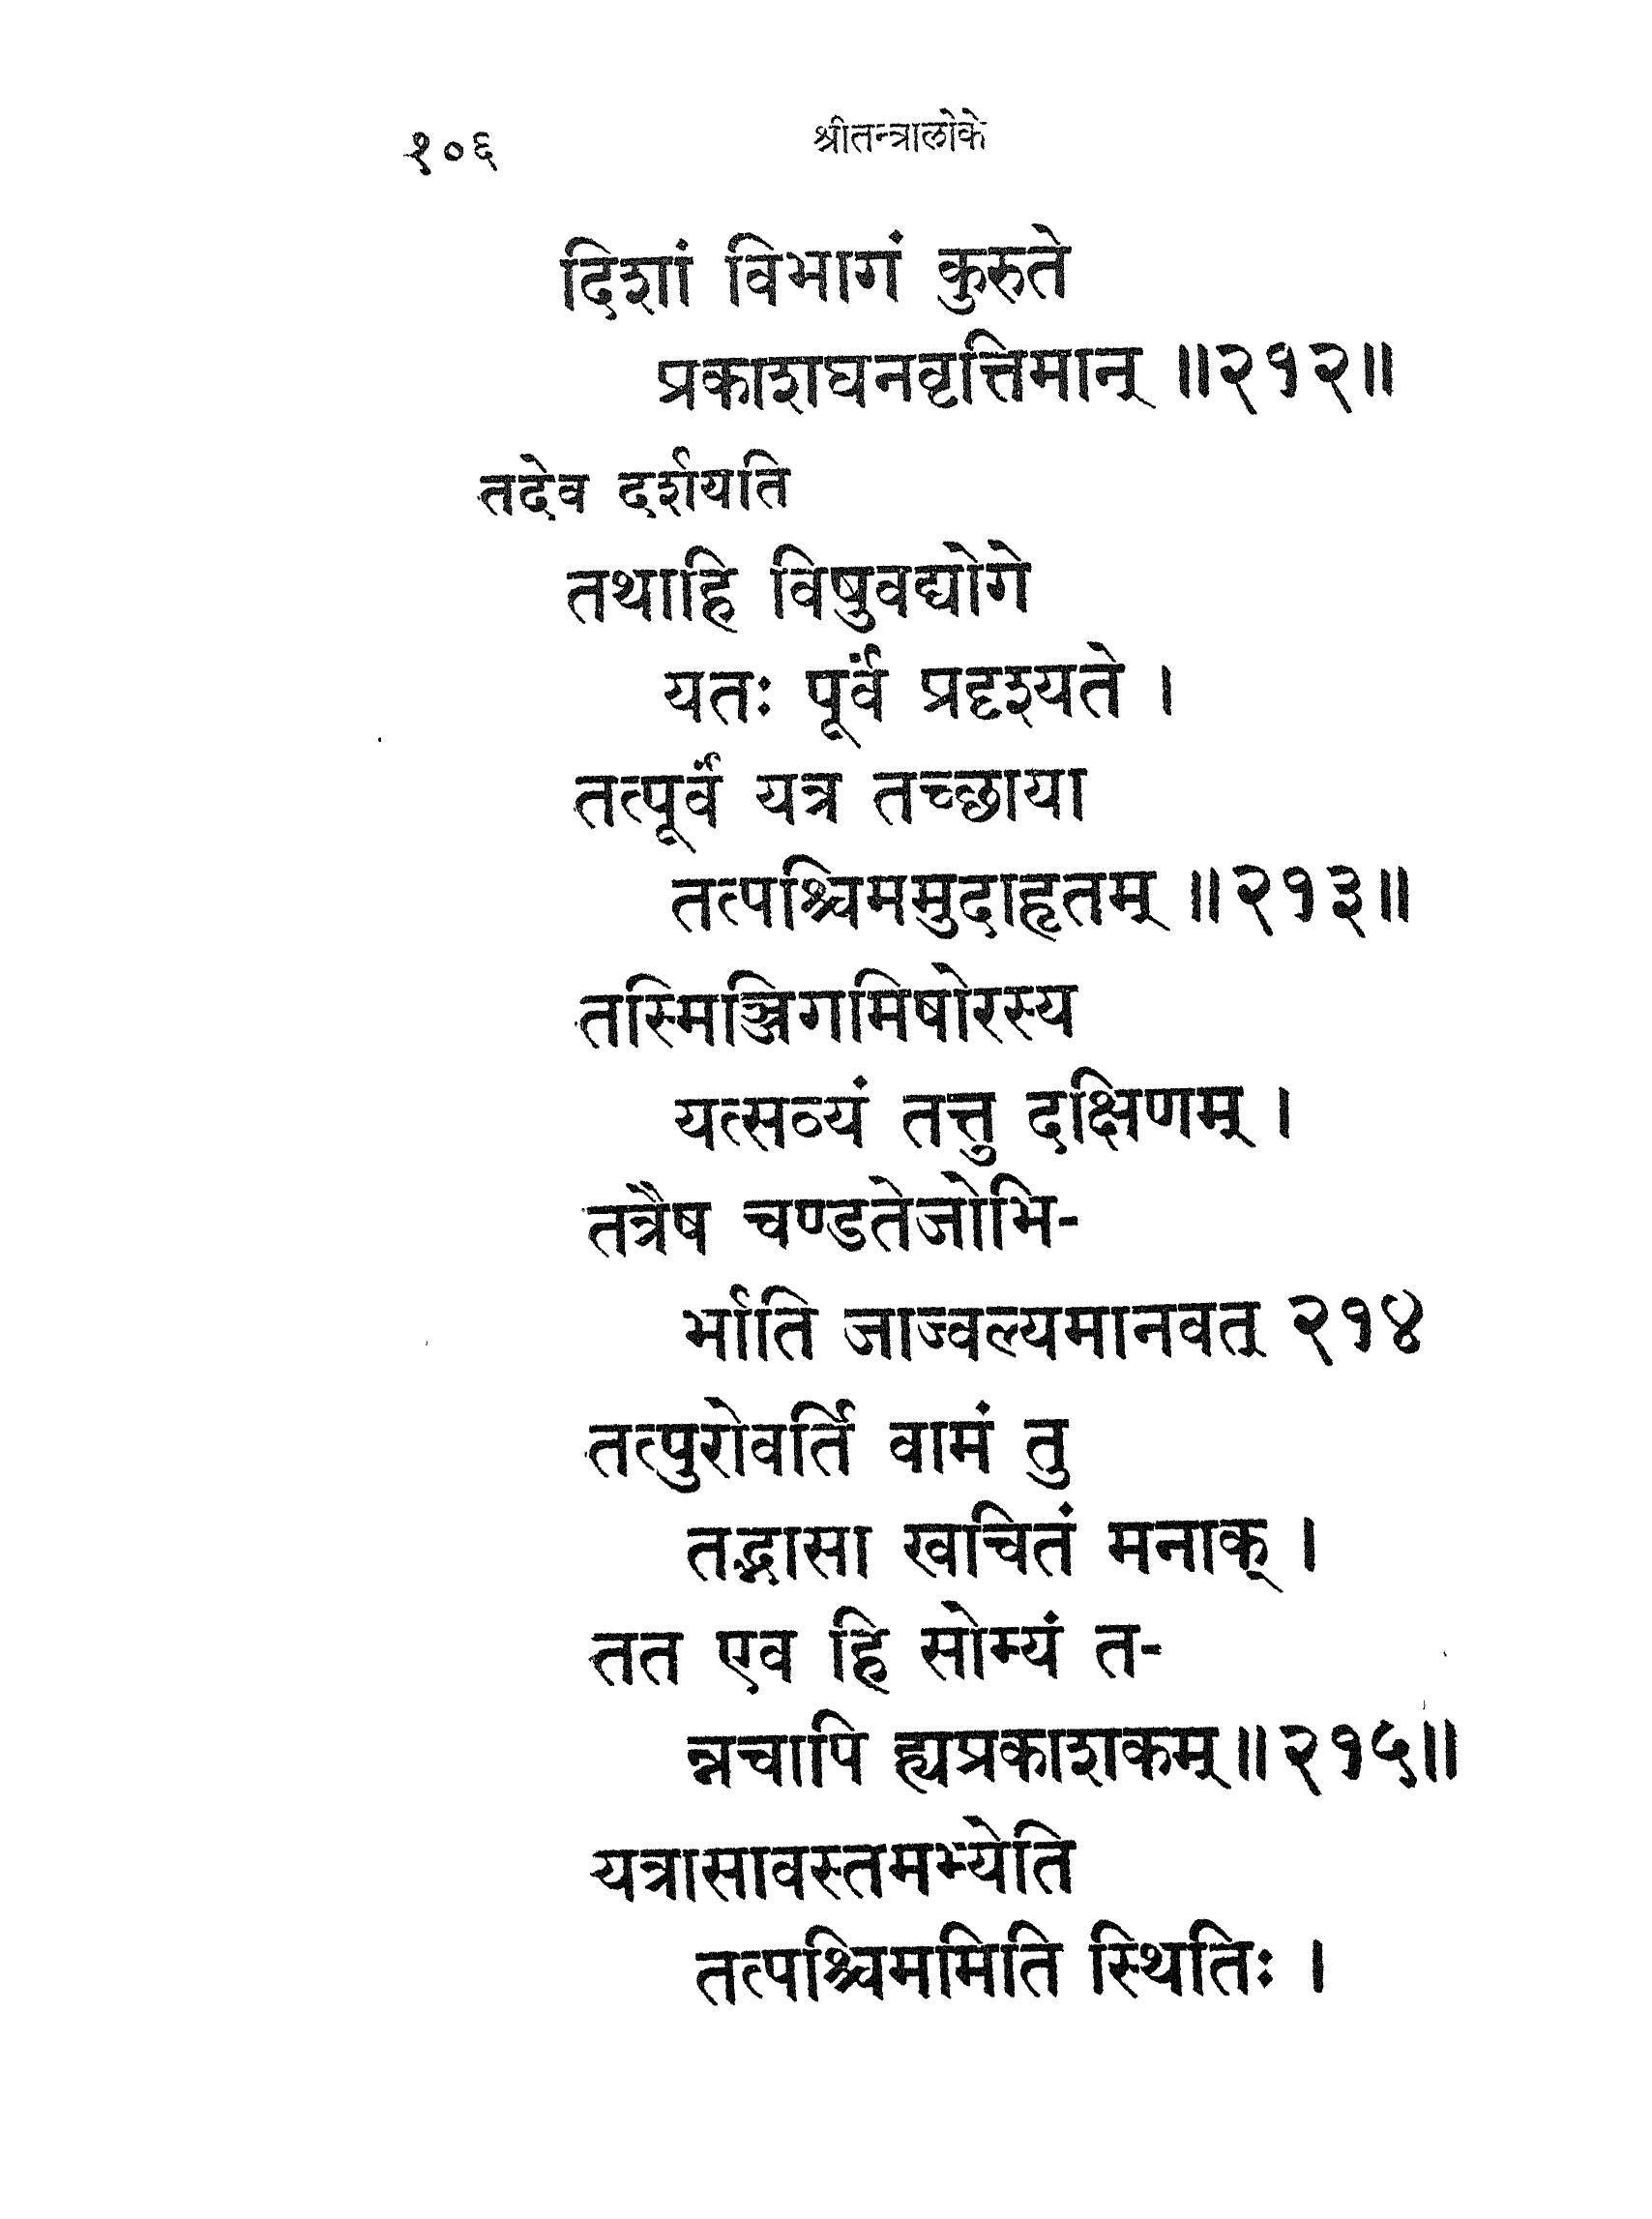 १०६ श्रीतन्त्रालोके
दिशां विभागं कुरुते
प्रकाशघनवृत्तिमान् ॥२१२॥
तदेव दर्शयति
तथाहि विषुवद्योगे
यतः पूर्वं प्रदृश्यते ।
तत्पूर्वं यत्र तच्छाया
तत्पश्चिममुदाहृतम् ॥२१३॥
तस्मिञ्जिगमिषोरस्य
यत्सव्यं तत्तु दक्षिणम् ।
तत्रैष चण्डतेजोभि-
र्भाति जाज्वल्यमानवत् २१४
तत्पुरोवर्ति वामं तु
तद्भासा खचितं मनाक् ।
तत एव हि सोम्यं त-
न्नचापि ह्यप्रकाशकम्॥२१५॥
यत्रासावस्तमभ्येति
तत्पश्चिममिति स्थितिः ।